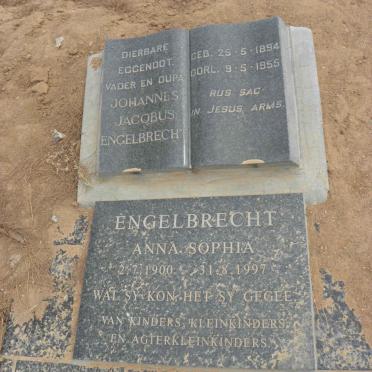 DIERBARE
EGGENOOT.
VADER EN OUPA
JOHANNES
JACOBUS
ENGELBRECHT
GEB. 25-5-1894
OORL. 9-5-1955
RUS SAG
IN JESUS ARMS.
ENGELBRECHT
ANNA SOPHIA
2.7.1900 - 31.8.1997
WAT SY KON HET SY GEGEE
VAN KINDERS, KLEINKINDERS,
EN AGTERKLEINKINDERS.